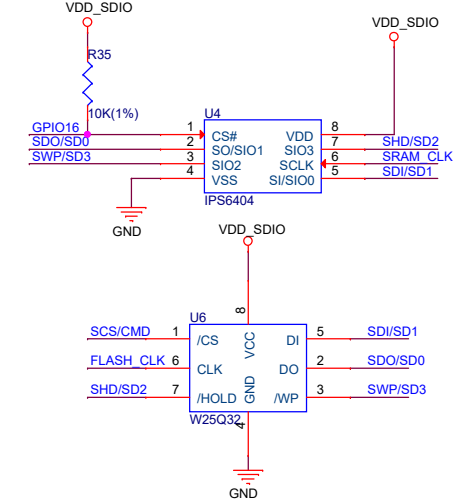 VDD_SDIO
VDD_SDIO
R35
10K(1%)
U4
GPIO16 1 CS# VDD 8
SDO/SD0 2 SO/SIO1 SIO3 7 SHD/SD2
SWP/SD3 3 SIO2 SCLK 6 SRAM_CLK
4 VSS SI/SIO0 5 SDI/SD1
IPS6404
GND
VDD_SDIO
8
U6
SCS/CMD 1 /CS VCC DI 5 SDI/SD1
FLASH_CLK 6 CLK DO 2 SDO/SD0
SHD/SD2 7 /HOLD GND /WP 3 SWP/SD3
W25Q32
4
GND